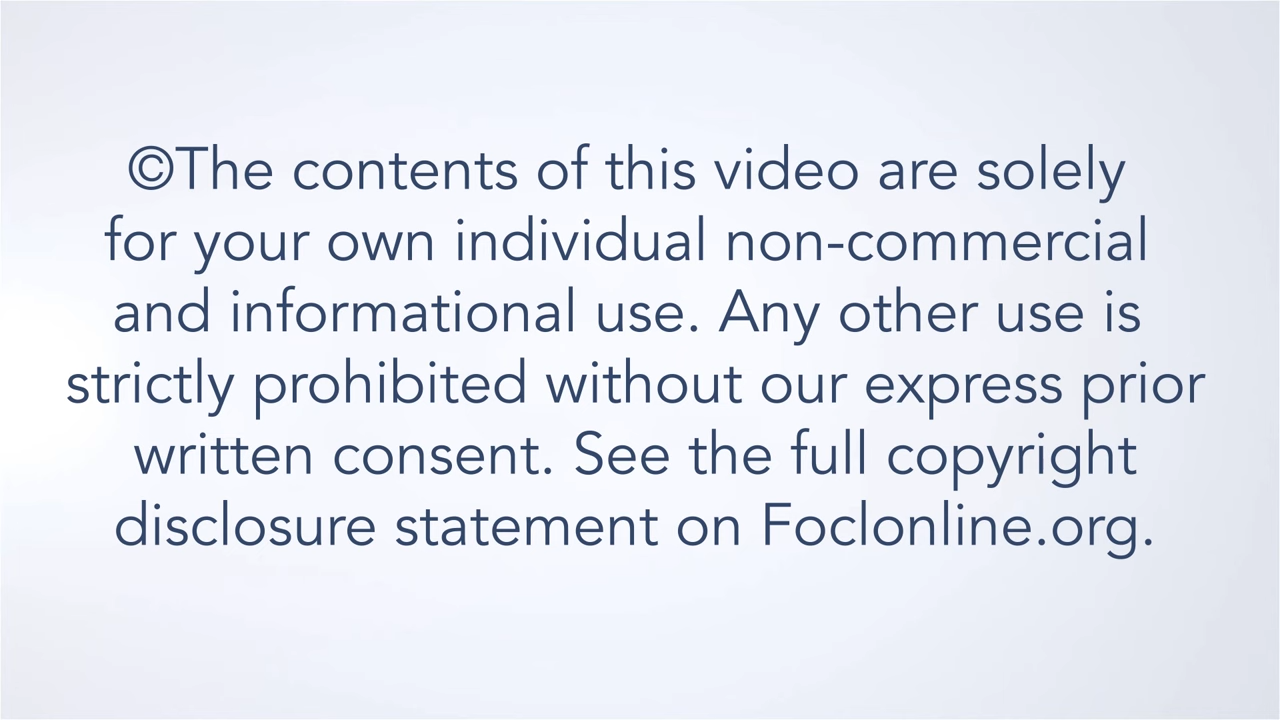 ©The contents of this video are solely
for your own individual non-commercial
and informational use. Any other use is
strictly prohibited without our express prior
written consent. See the full copyright
disclosure statement on Foclonline.org.